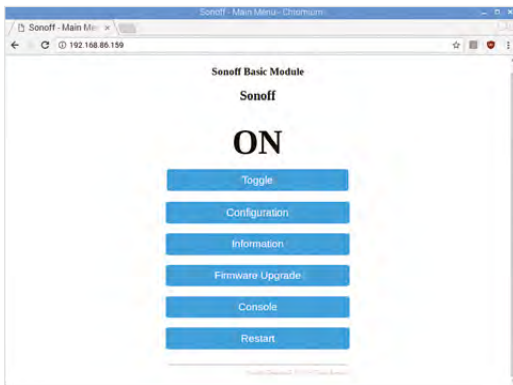 Sonoff - Main Menu - Chromium
Sonoff - Main Me
192.168.86.159
Sonoff Basic Module
Sonoff
ON
Toggle
Configuration
Information
Firmware Upgrade
Console
Restart